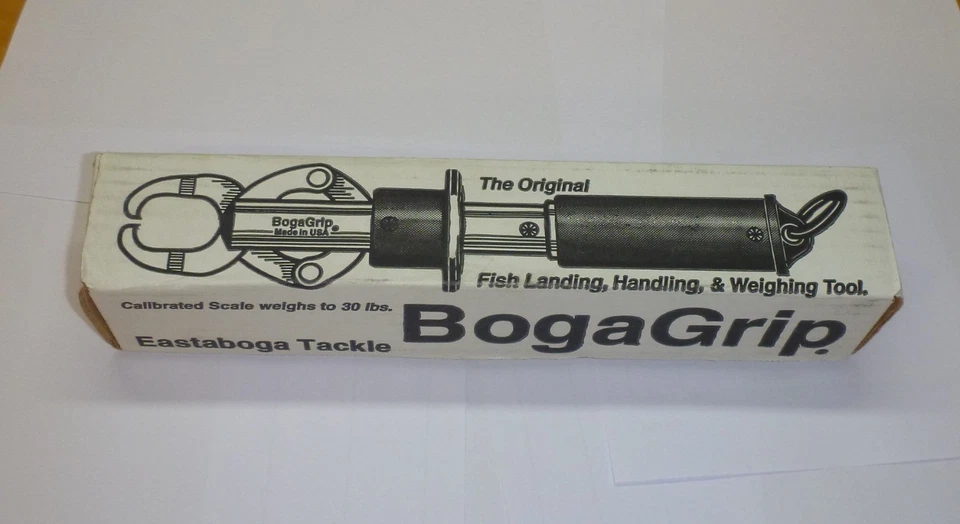 The Original
BogaGrip®
Made in USA
Fish Landing, Handling, & Weighing Tool.
Calibrated Scale weighs to 30 lbs.
BogaGrip®
Eastaboga Tackle